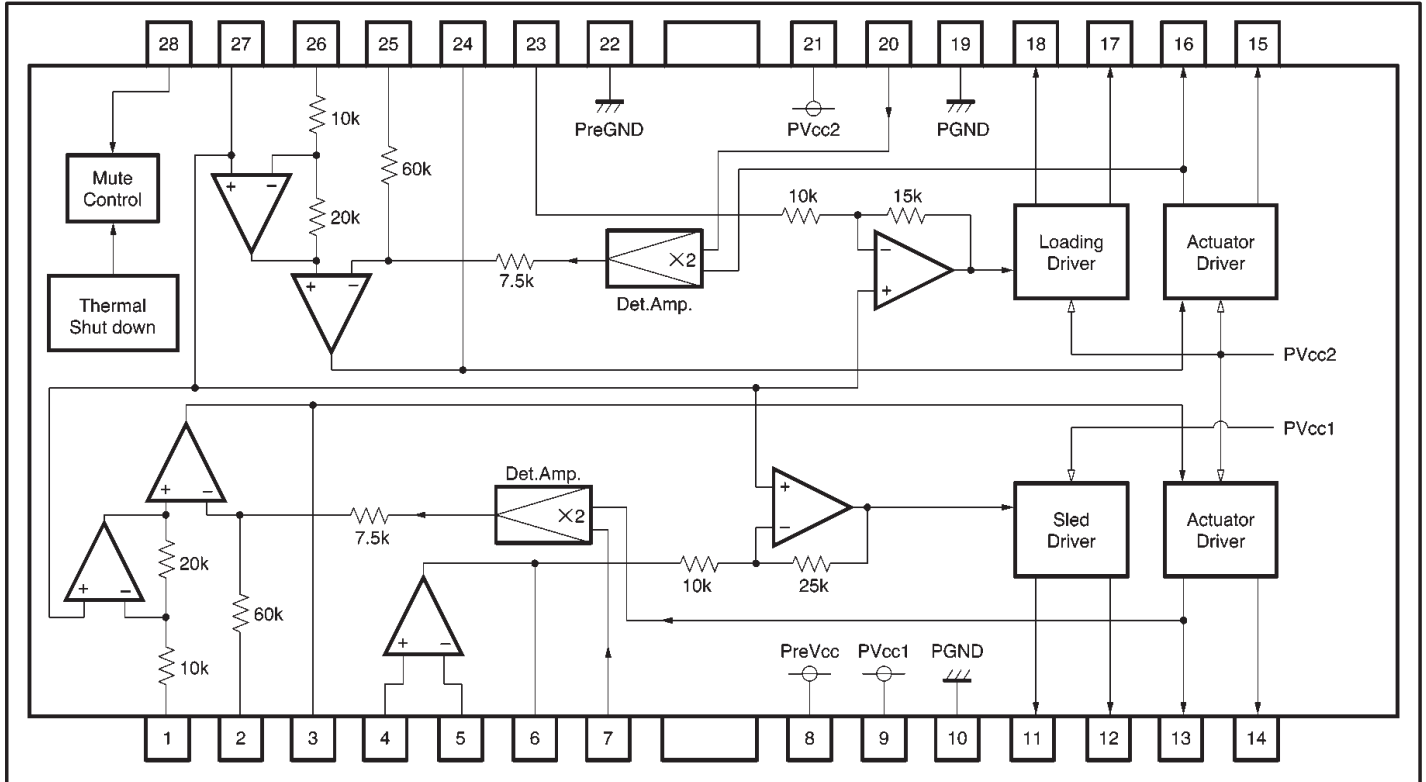 28 27 26 25 24 23 22 21 20 19 18 17 16 15
10k
PreGND
PVcc2
PGND
Mute
Control
+ −
60k
20k
10k
15k
×2
−
+
Loading
Driver
Actuator
Driver
7.5k
Det.Amp.
+ −
Thermal
Shut down
PVcc2
PVcc1
+ −
Det.Amp.
×2
7.5k
+
−
Sled
Driver
Actuator
Driver
20k
10k
25k
+ −
60k
+ −
10k
PreVcc
PVcc1
PGND
1 2 3 4 5 6 7 8 9 10 11 12 13 14